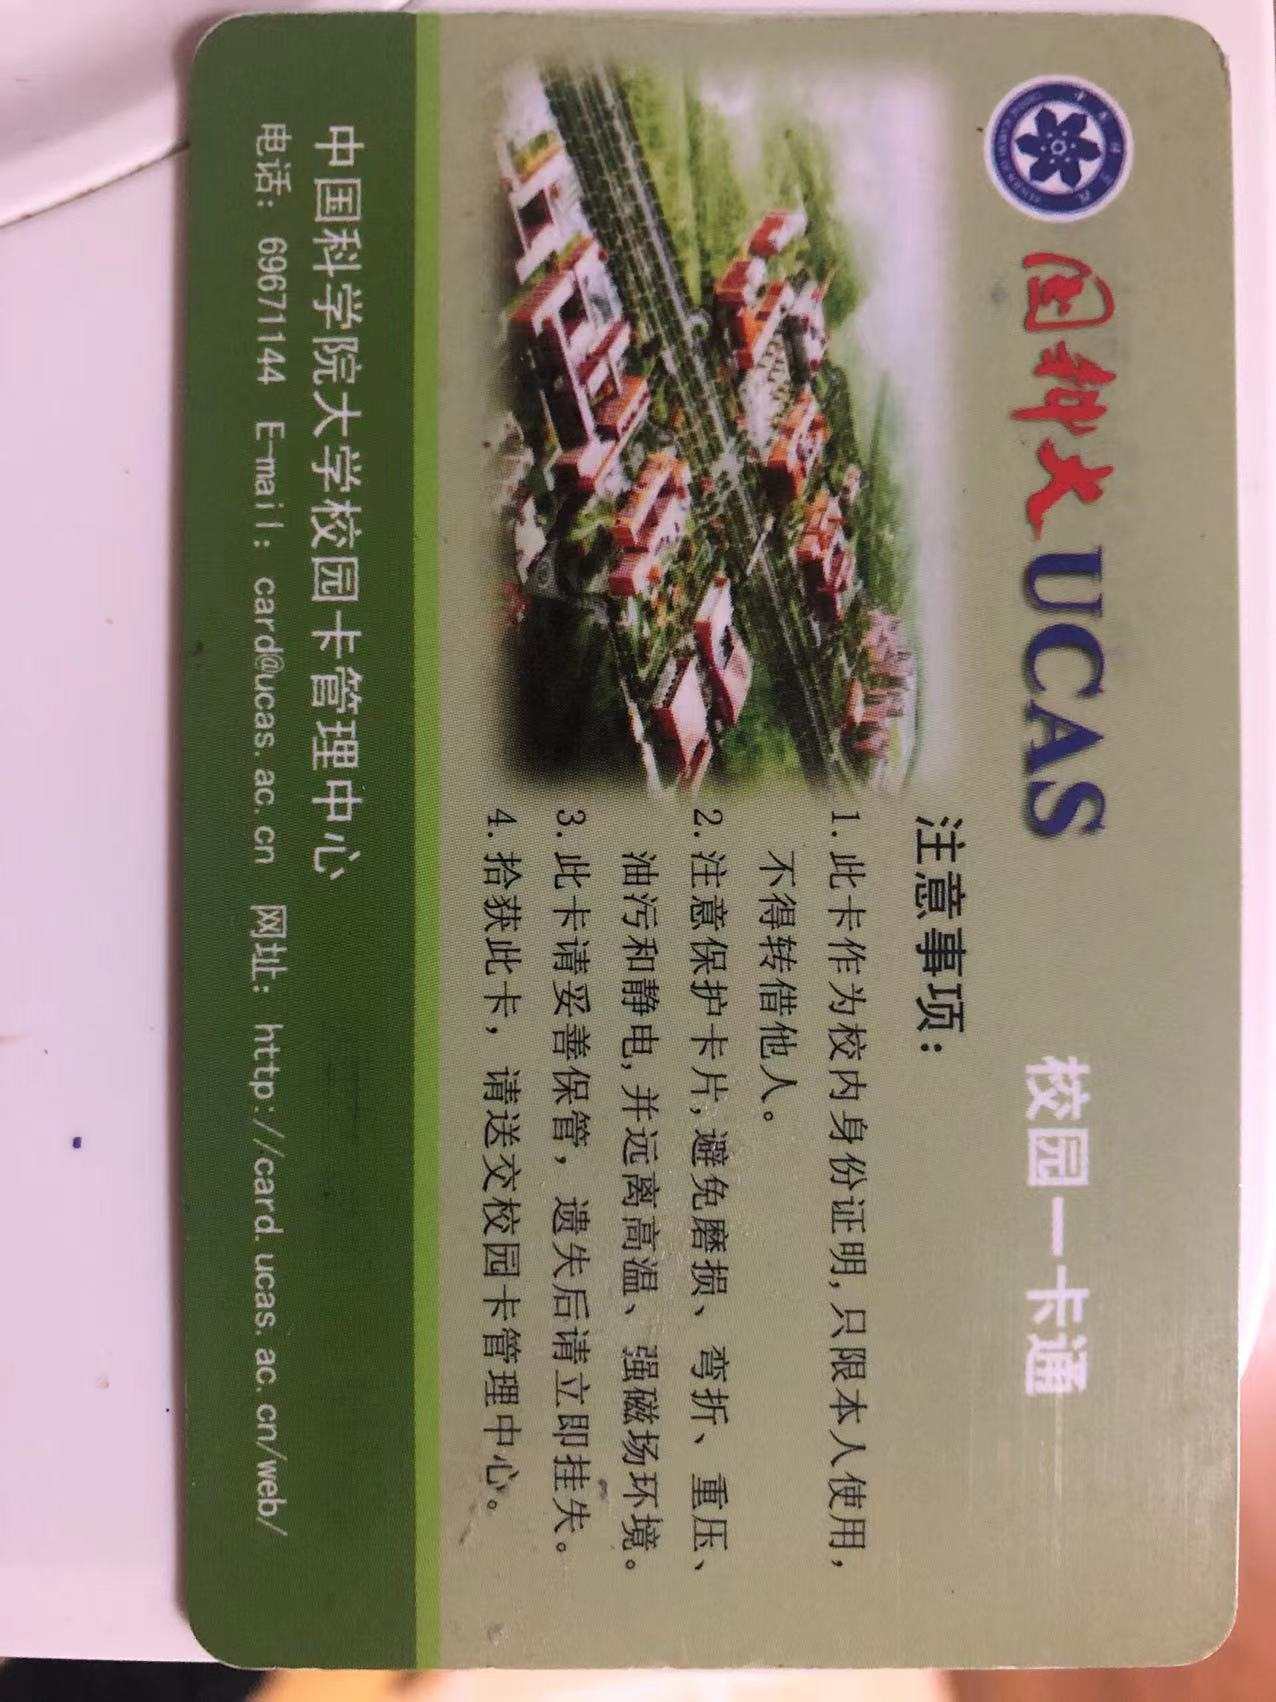 国科大 UCAS 校园一卡通
注意事项：
1.此卡作为校内身份证明,只限本人使用，
不得转借他人。
2.注意保护卡片,避免磨损、弯折、重压、
油污和静电,并远离高温、强磁场环境。
3.此卡请妥善保管，遗失后请立即挂失。
4.拾获此卡，请送交校园卡管理中心。
中国科学院大学校园卡管理中心
电话：69671144 E-mail：card@ucas.ac.cn 网址：http://card.ucas.ac.cn/web/